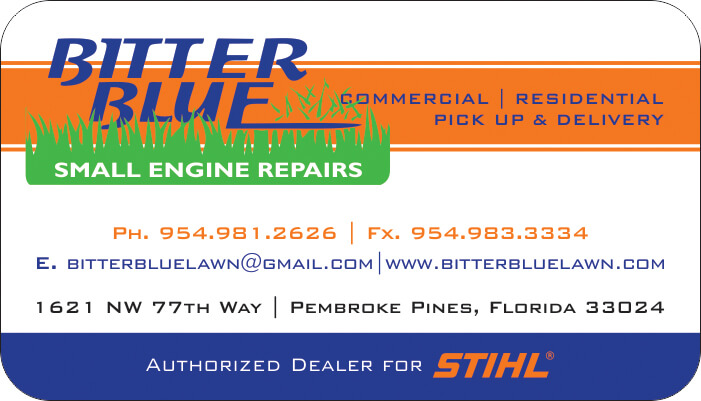 BITTER
BLUE
COMMERCIAL | RESIDENTIAL
PICK UP & DELIVERY
SMALL ENGINE REPAIRS
PH. 954.981.2626 | FX. 954.983.3334
E. BITTERBLUELAWN@GMAIL.COM|WWW.BITTERBLUELAWN.COM
1621 NW 77TH WAY | PEMBROKE PINES, FLORIDA 33024
AUTHORIZED DEALER FOR STIHL®